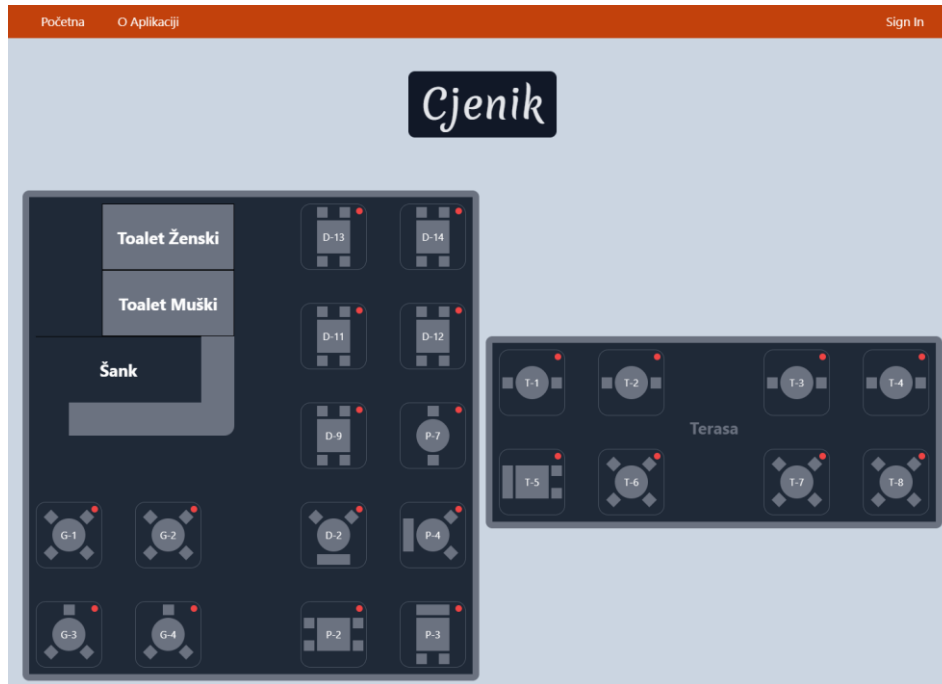 Početna O Aplikaciji Sign In
Cjenik
Toalet Ženski
D-13 D-14
Toalet Muški
D-11 D-12
Šank
D-9 P-7
G-1 G-2 D-2 P-4
G-3 G-4 P-2 P-3
T-1 T-2 T-3 T-4
Terasa
T-5 T-6 T-7 T-8